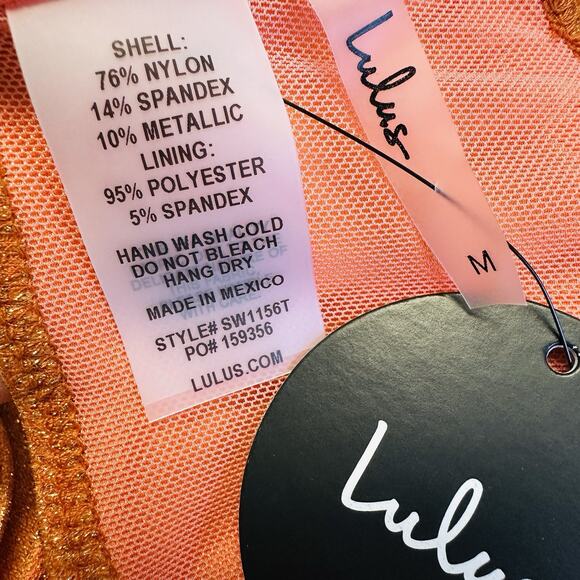 SHELL:
76% NYLON
14% SPANDEX
10% METALLIC
LINING:
95% POLYESTER
5% SPANDEX
HAND WASH COLD
DO NOT BLEACH
HANG DRY
MADE IN MEXICO
STYLE# SW1156T
PO# 159356
LULUS.COM
Lulus
M
Lulus